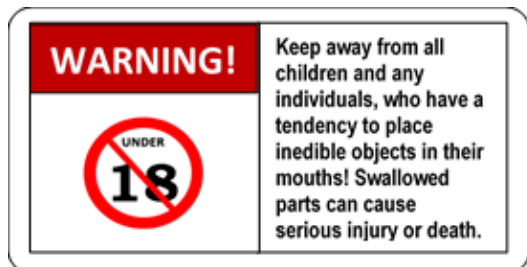 WARNING!
UNDER
18
Keep away from all
children and any
individuals, who have a
tendency to place
inedible objects in their
mouths! Swallowed
parts can cause
serious injury or death.